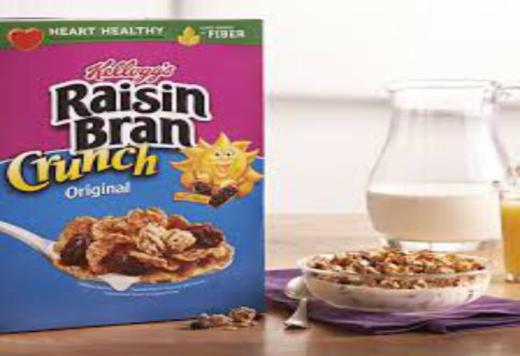 HEART HEALTHY
FIBER
Kellogg's
Raisin
Bran
Crunch
Original